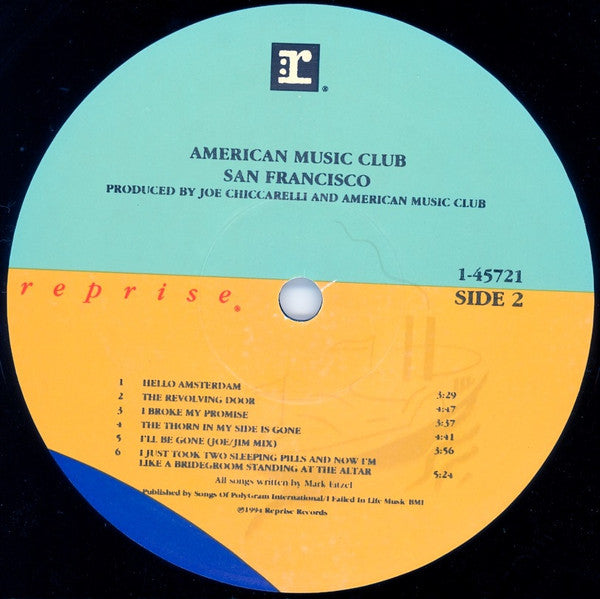 r
®
AMERICAN MUSIC CLUB
SAN FRANCISCO
PRODUCED BY JOE CHICCARELLI AND AMERICAN MUSIC CLUB
1-45721
reprise®
SIDE 2
1 HELLO AMSTERDAM 3:29
2 THE REVOLVING DOOR 4:47
3 I BROKE MY PROMISE 3:37
4 THE THORN IN MY SIDE IS GONE 4:41
5 I'LL BE GONE (JOE/JIM MIX) 3:56
6 I JUST TOOK TWO SLEEPING PILLS AND NOW I'M
LIKE A BRIDEGROOM STANDING AT THE ALTAR 5:24
All songs written by Mark Eitzel
Published by Songs Of PolyGram International/I Failed In Life Music BMI
℗1994 Reprise Records